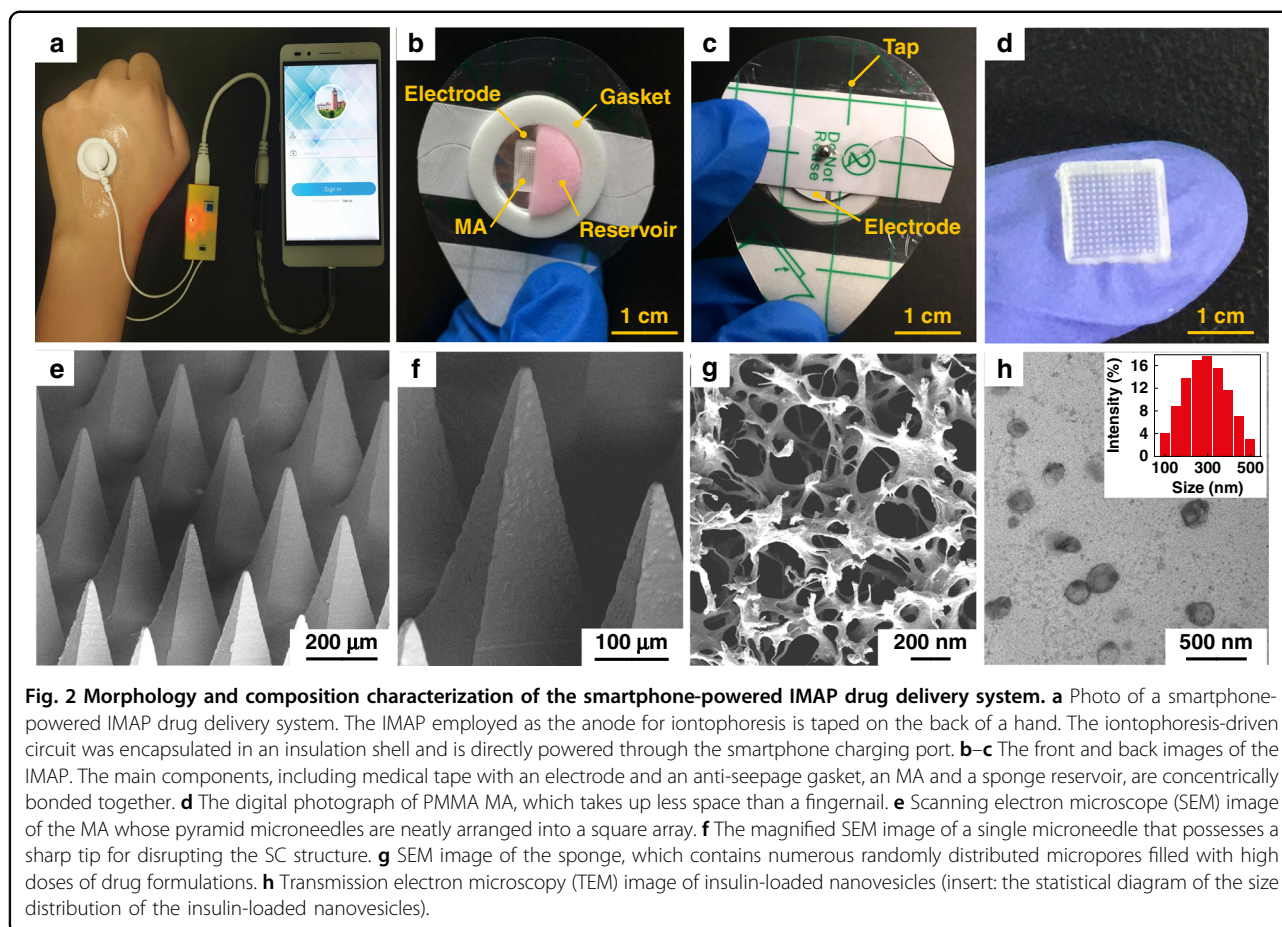 a
b
c
d
Electrode
Gasket
MA
Reservoir
1 cm
Tap
Do Not
Reuse
2
Electrode
1 cm
1 cm
Sign in
e
f
g
h
200 μm
100 μm
200 nm
500 nm
Intensity (%)
16
12
8
4
0
100 300 500
Size (nm)
Fig. 2 Morphology and composition characterization of the smartphone-powered IMAP drug delivery system. a Photo of a smartphone-
powered IMAP drug delivery system. The IMAP employed as the anode for iontophoresis is taped on the back of a hand. The iontophoresis-driven
circuit was encapsulated in an insulation shell and is directly powered through the smartphone charging port. b–c The front and back images of the
IMAP. The main components, including medical tape with an electrode and an anti-seepage gasket, an MA and a sponge reservoir, are concentrically
bonded together. d The digital photograph of PMMA MA, which takes up less space than a fingernail. e Scanning electron microscope (SEM) image
of the MA whose pyramid microneedles are neatly arranged into a square array. f The magnified SEM image of a single microneedle that possesses a
sharp tip for disrupting the SC structure. g SEM image of the sponge, which contains numerous randomly distributed micropores filled with high
doses of drug formulations. h Transmission electron microscopy (TEM) image of insulin-loaded nanovesicles (insert: the statistical diagram of the size
distribution of the insulin-loaded nanovesicles).